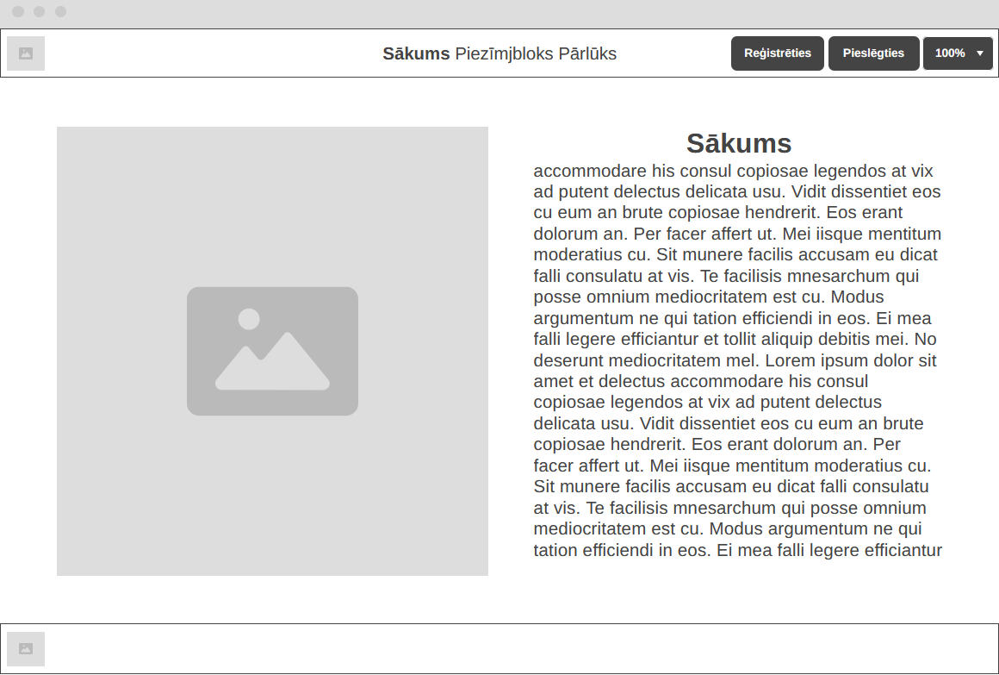 Sākums Piezīmjbloks Pārlūks
Reģistrēties
Pieslēgties
100%
Sākums
accommodare his consul copiosae legendos at vix
ad putent delectus delicata usu. Vidit dissentiet eos
cu eum an brute copiosae hendrerit. Eos erant
dolorum an. Per facer affert ut. Mei iisque mentitum
moderatius cu. Sit munere facilis accusam eu dicat
falli consulatu at vis. Te facilisis mnesarchum qui
posse omnium mediocritatem est cu. Modus
argumentum ne qui tation efficiendi in eos. Ei mea
falli legere efficiantur et tollit aliquip debitis mei. No
deserunt mediocritatem mel. Lorem ipsum dolor sit
amet et delectus accommodare his consul
copiosae legendos at vix ad putent delectus
delicata usu. Vidit dissentiet eos cu eum an brute
copiosae hendrerit. Eos erant dolorum an. Per
facer affert ut. Mei iisque mentitum moderatius cu.
Sit munere facilis accusam eu dicat falli consulatu
at vis. Te facilisis mnesarchum qui posse omnium
mediocritatem est cu. Modus argumentum ne qui
tation efficiendi in eos. Ei mea falli legere efficiantur